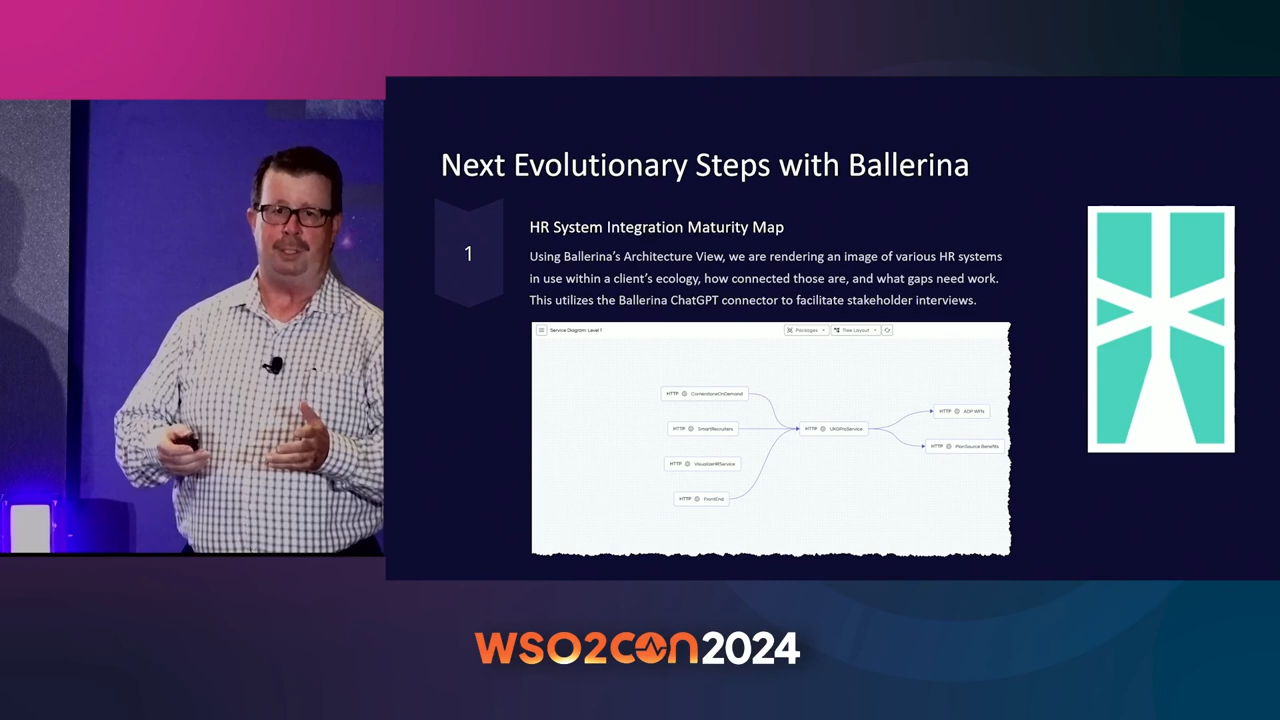 Next Evolutionary Steps with Ballerina
1
HR System Integration Maturity Map
Using Ballerina's Architecture View, we are rendering an image of various HR systems
in use within a client's ecology, how connected those are, and what gaps need work.
This utilizes the Ballerina ChatGPT connector to facilitate stakeholder interviews.
Service Diagram: Level 1
Packages
Tree Layout
HTTP CornerstoneOnDemand
HTTP SmartRecruiters
HTTP VisualizeHRService
HTTP FrontEnd
HTTP UKGProService
HTTP ADP WFN
HTTP PlanSource Benefits
WSO2CON2024